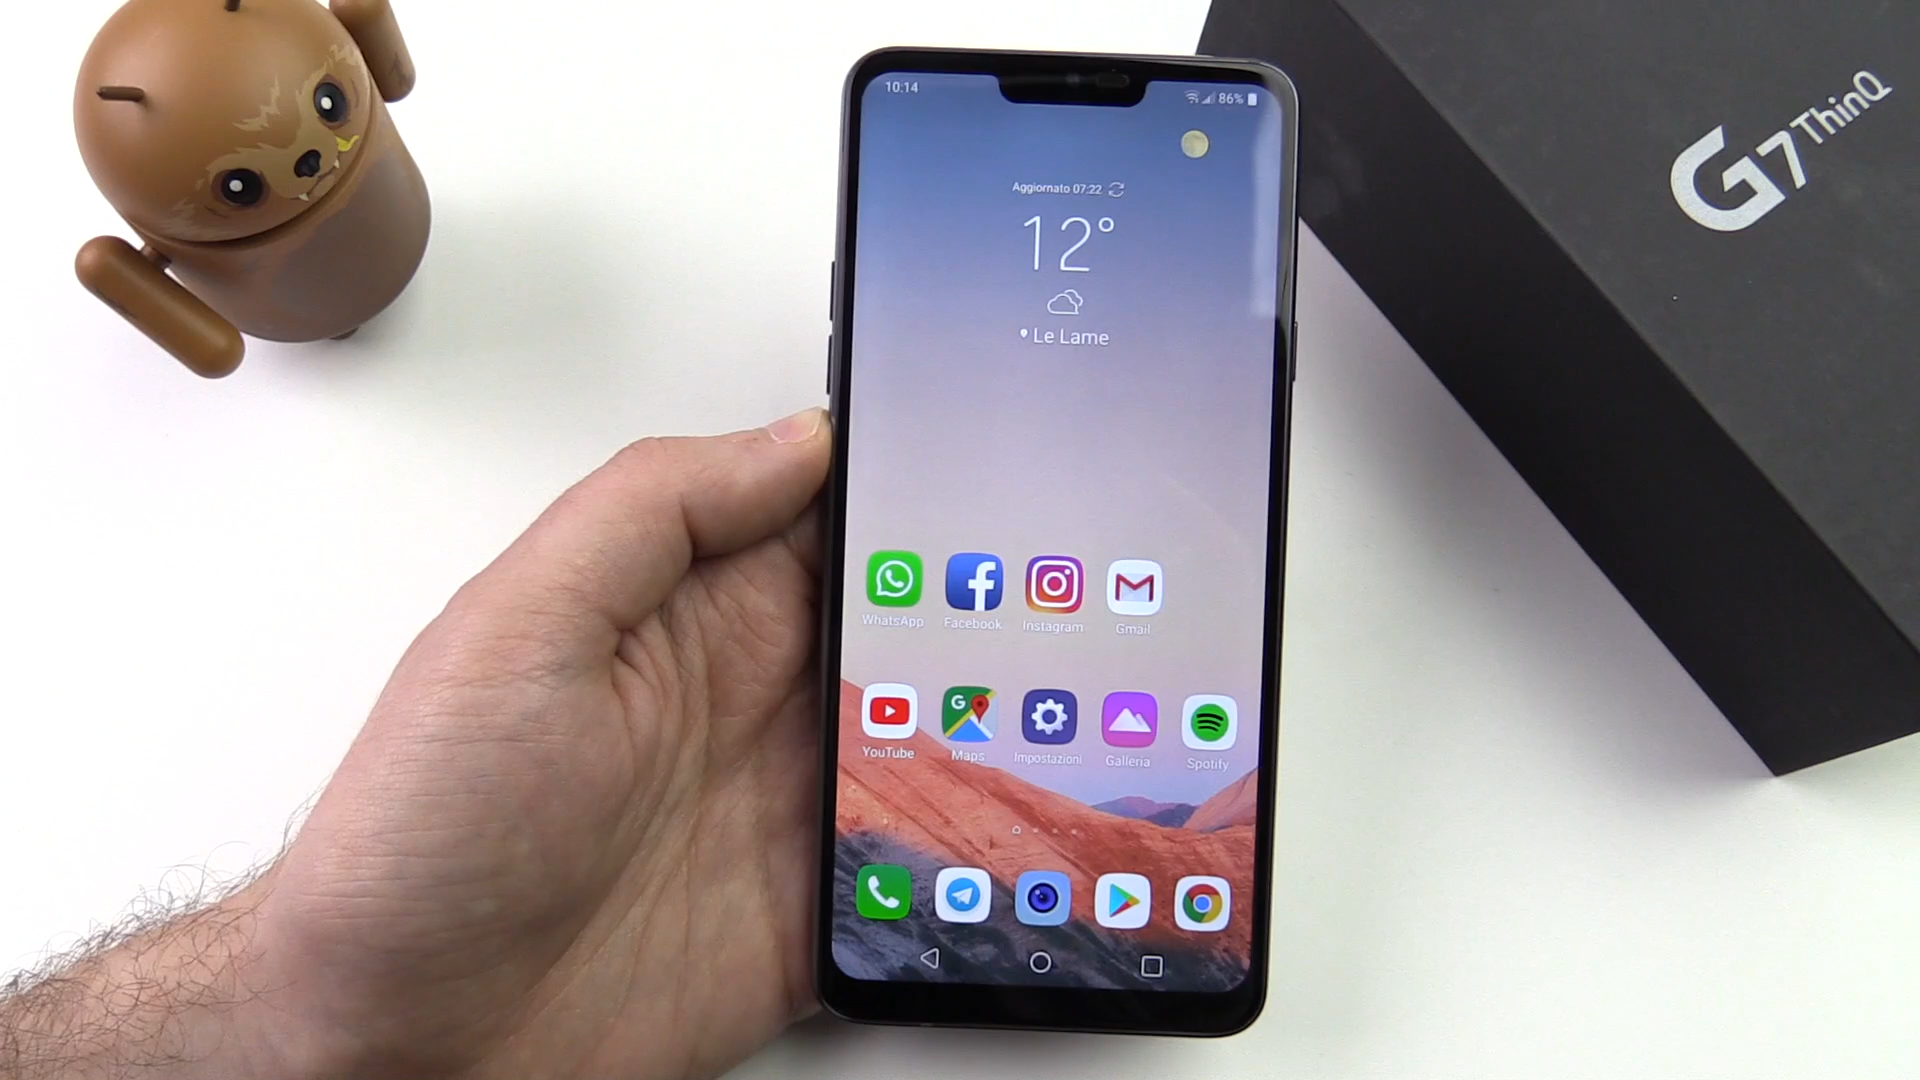 10:14
86%
Aggiornato 07:22
12°
Le Lame
WhatsApp
Facebook
Instagram
Gmail
G
YouTube
Maps
Impostazioni
Galleria
Spotify
G7 ThinQ